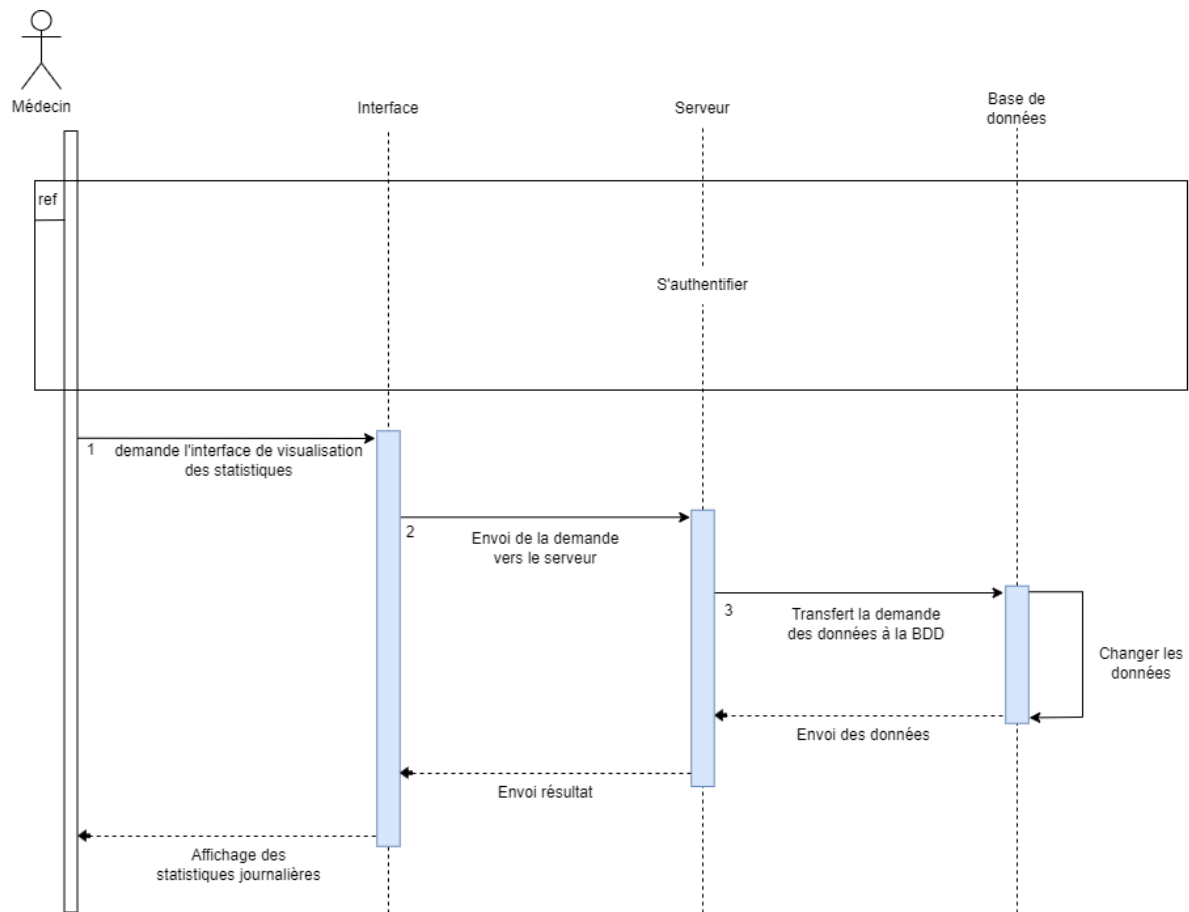 Médecin
Interface
Serveur
Base de
données
ref
S'authentifier
1
demande l'interface de visualisation
des statistiques
2
Envoi de la demande
vers le serveur
3
Transfert la demande
des données à la BDD
Changer les
données
Envoi des données
Envoi résultat
Affichage des
statistiques journalières